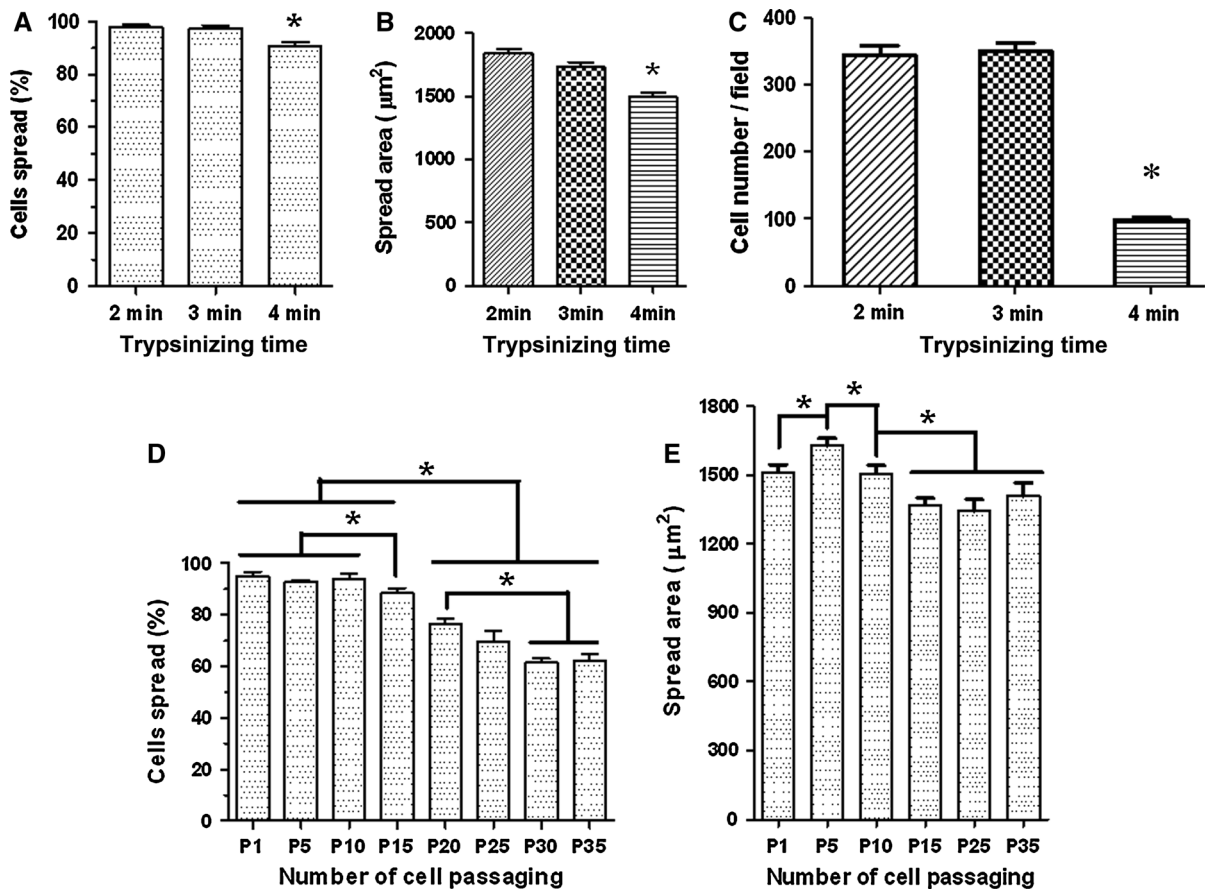 A
Cells spread (%)
100
80
60
40
20
0
*
2 min 3 min 4 min
Trypsinizing time
B
Spread area ( μm²)
2000
1500
1000
500
0
*
2min 3min 4min
Trypsinizing time
C
Cell number / field
400
300
200
100
0
*
2 min 3 min 4 min
Trypsinizing time
D
Cells spread (%)
100
80
60
40
20
0
*
*
*
P1 P5 P10 P15 P20 P25 P30 P35
Number of cell passaging
E
Spread area ( μm²)
1800
1500
1200
900
600
300
0
* * *
P1 P5 P10 P15 P25 P35
Number of cell passaging